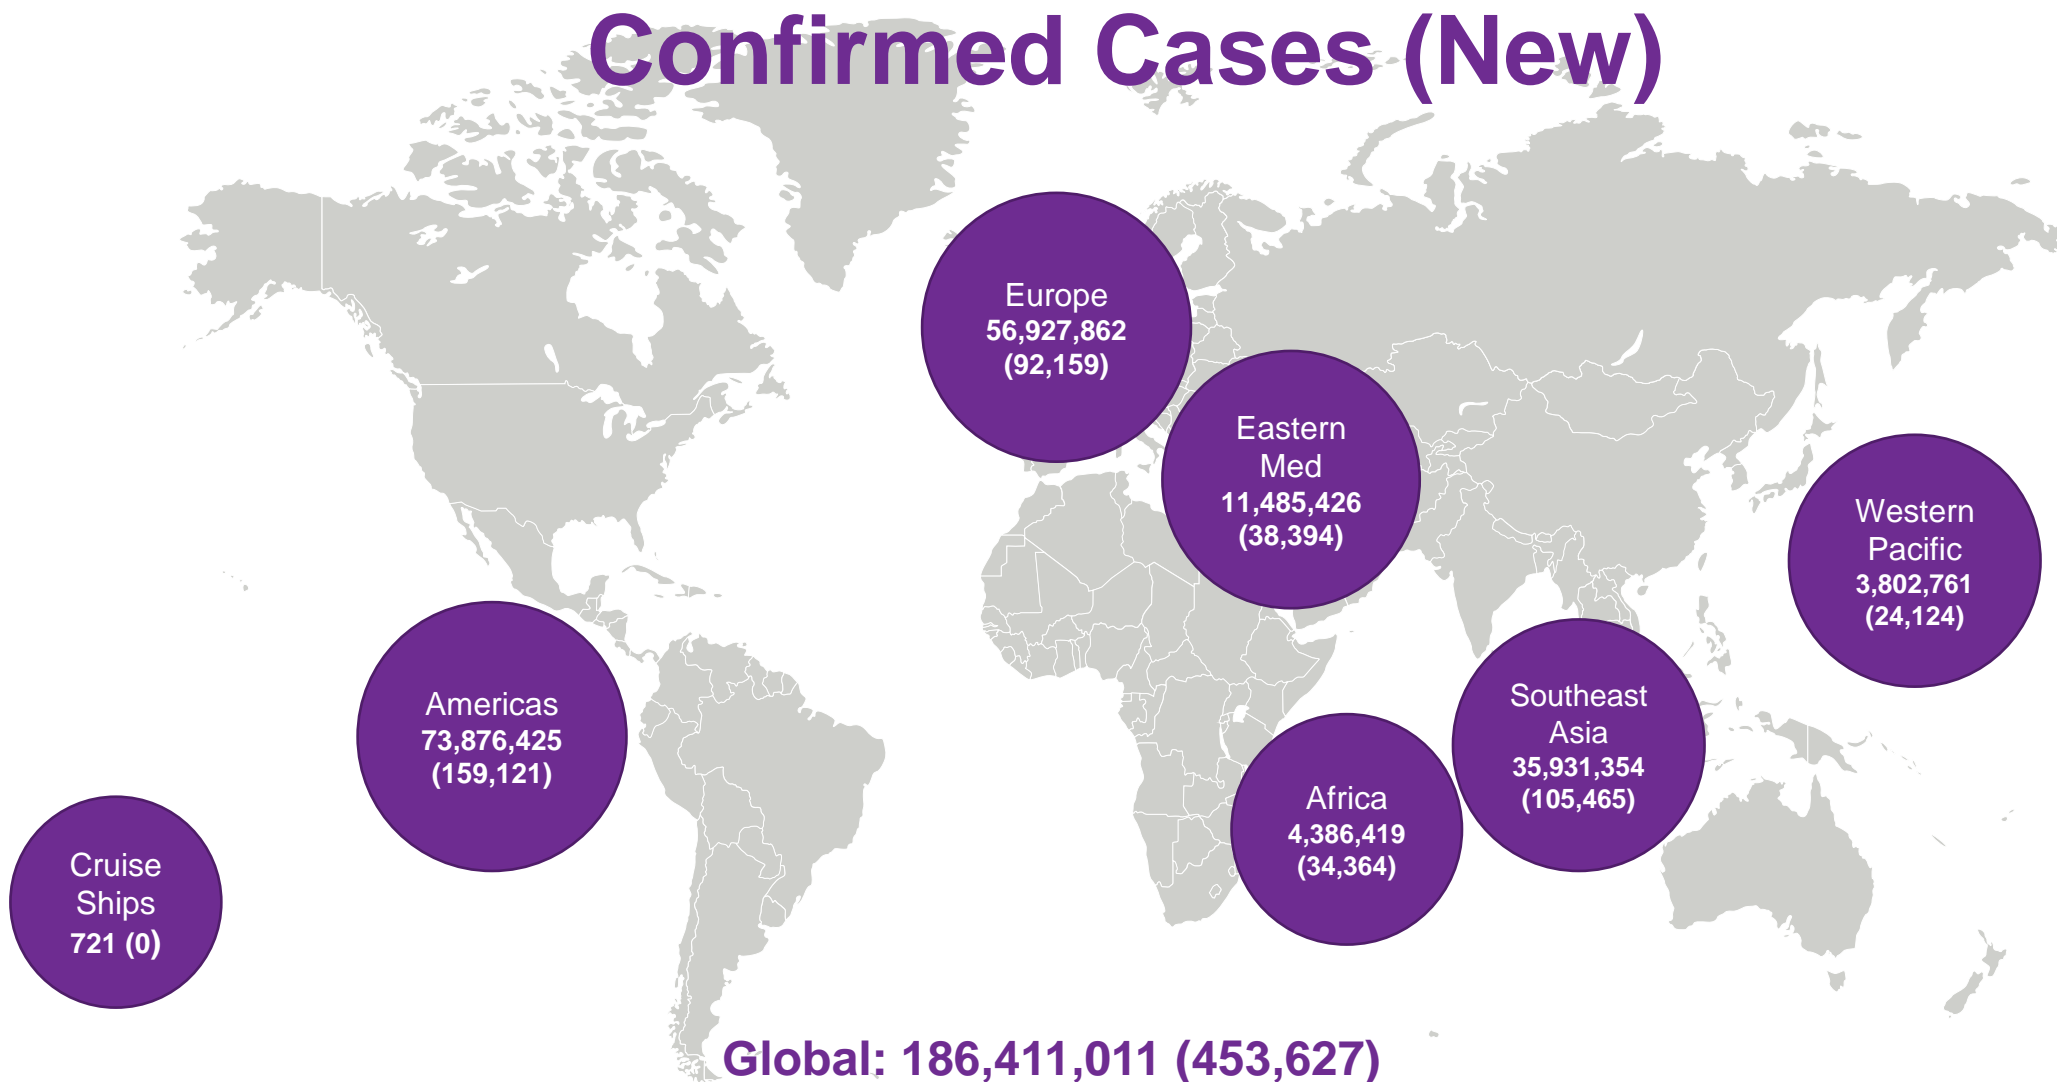 Confirmed Cases (New)
Europe
56,927,862
(92,159)
Eastern
Med
11,485,426
(38,394)
Western
Pacific
3,802,761
(24,124)
Americas
73,876,425
(159,121)
Southeast
Asia
35,931,354
(105,465)
Africa
4,386,419
(34,364)
Cruise
Ships
721 (0)
Global: 186,411,011 (453,627)